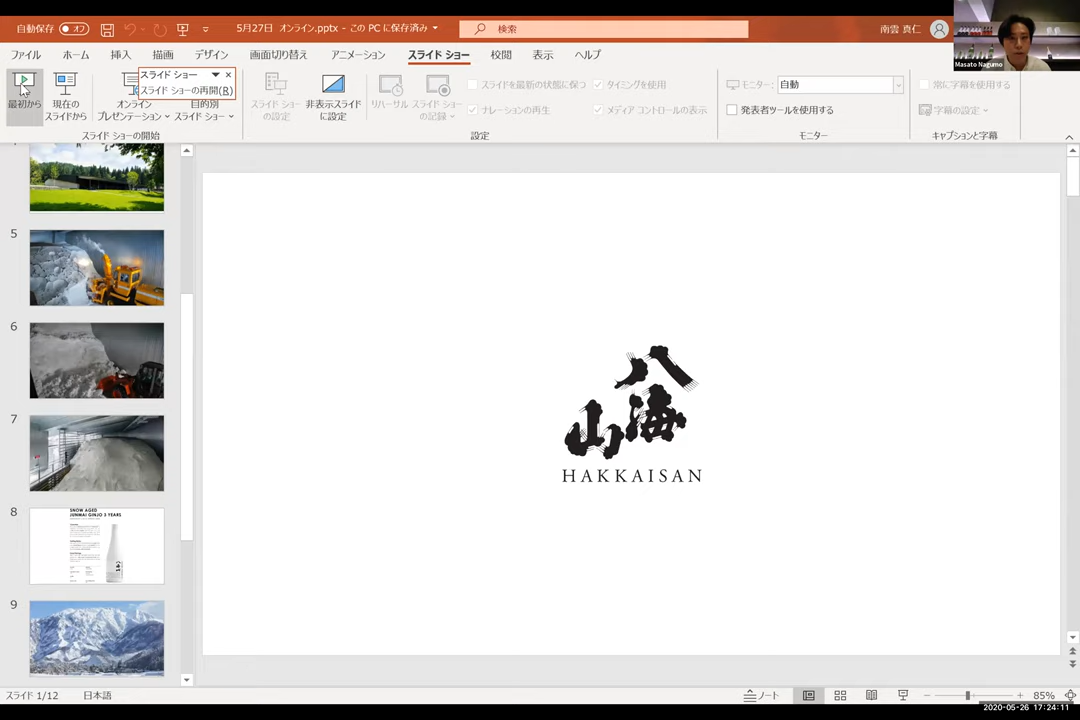 自動保存 オフ
5月27日 オンライン.pptx - この PC に保存済み
検索
南雲 真仁
Masato Nagumo
ファイル ホーム 挿入 描画 デザイン 画面切り替え アニメーション スライド ショー 校閲 表示 ヘルプ
スライド ショー
スライド ショーの再開(R)
最初から
現在の
スライドから
オンライン
プレゼンテーション
目的別
スライド ショー
スライド ショーの開始
スライド ショー
の設定
非表示スライド
に設定
リハーサル
スライド ショー
の記録
スライドを最新の状態に保つ
ナレーションの再生
タイミングを使用
メディア コントロールの表示
設定
モニター: 自動
発表者ツールを使用する
モニター
常に字幕を使用する
字幕の設定
キャプションと字幕
5
6
7
8
SNOW AGED
JUNMAI GINJO 3 YEARS
9
八
海
山
HAKKAISAN
スライド 1/12 日本語
ノート
85%
2020-05-26 17:24:11